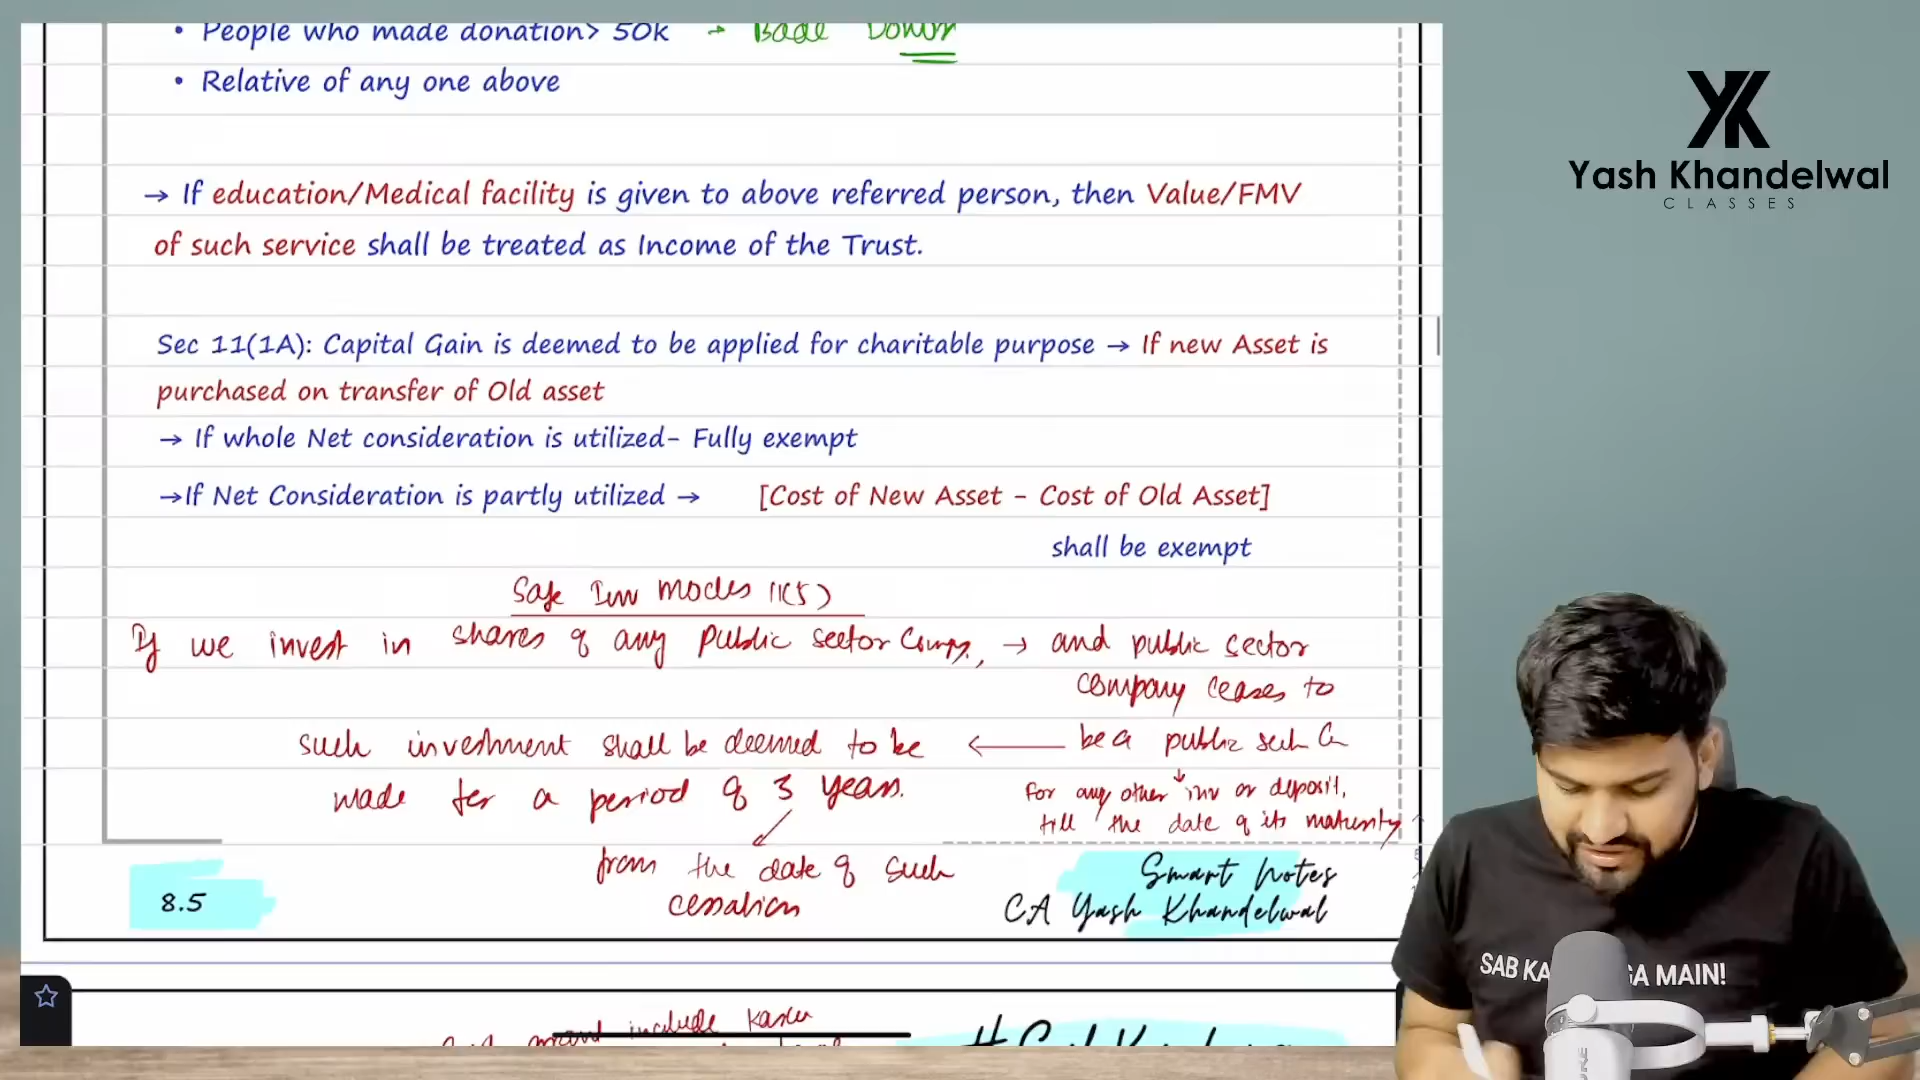 • People who made donation> 50k → Bade Donor
• Relative of any one above
→ If education/Medical facility is given to above referred person, then Value/FMV
of such service shall be treated as Income of the Trust.
Sec 11(1A): Capital Gain is deemed to be applied for charitable purpose → If new Asset is
purchased on transfer of Old asset
→ If whole Net consideration is utilized- Fully exempt
→If Net Consideration is partly utilized → [Cost of New Asset - Cost of Old Asset]
shall be exempt
Safe Inv modes 11(5)
If we invest in shares of any Public sector Comp, → and public sector
company ceases to
be a public sect Co
such investment shall be deemed to be
made for a period of 3 years.
for any other inv or deposit,
till the date of its maturity
from the date of such
cessation
8.5
Smart Notes
CA Yash Khandelwal
include
YK
Yash Khandelwal
CLASSES
SAB KA GA MAIN!